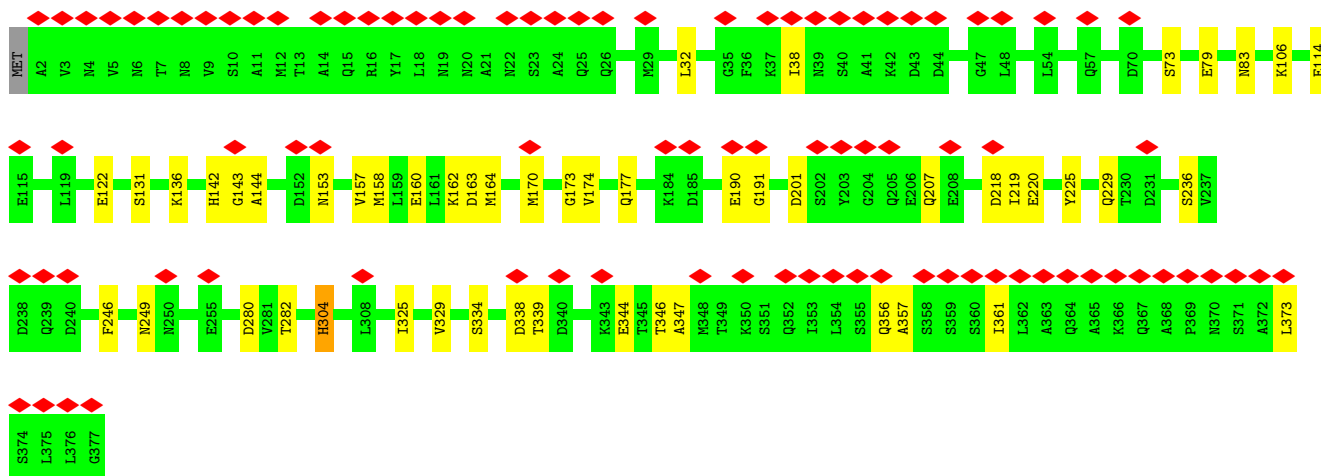 MET A2 V3 N4 V5 N6 T7 N8 V9 S10 A11 M12 T13 A14 Q15 R16 Y17 L18 N19 N20 A21 N22 S23 A24 Q25 Q26 M29 L32 G35 F36 K37 I38 N39 S40 A41 K42 D43 D44 G47 L48 L54 Q57 D70 S73 E79 N83 K106 E114
E115 L119 E122 S131 K136 H142 G143 A144 D152 N153 V157 M158 L159 E160 L161 K162 D163 M164 M170 G173 V174 Q177 K184 D185 E190 G191 D201 S202 Y203 G204 Q205 E206 Q207 E208 D218 I219 E220 Y225 Q229 T230 D231 S236 V237
D238 Q239 D240 F246 N249 N250 E255 D280 V281 T282 H304 L308 I325 V329 S334 D338 T339 D340 K343 E344 T345 T346 A347 M348 T349 K350 S351 Q352 I353 L354 S355 Q356 A357 S358 S359 S360 I361 L362 A363 Q364 A365 K366 Q367 A368 P369 N370 S371 A372 L373
S374 L375 L376 G377